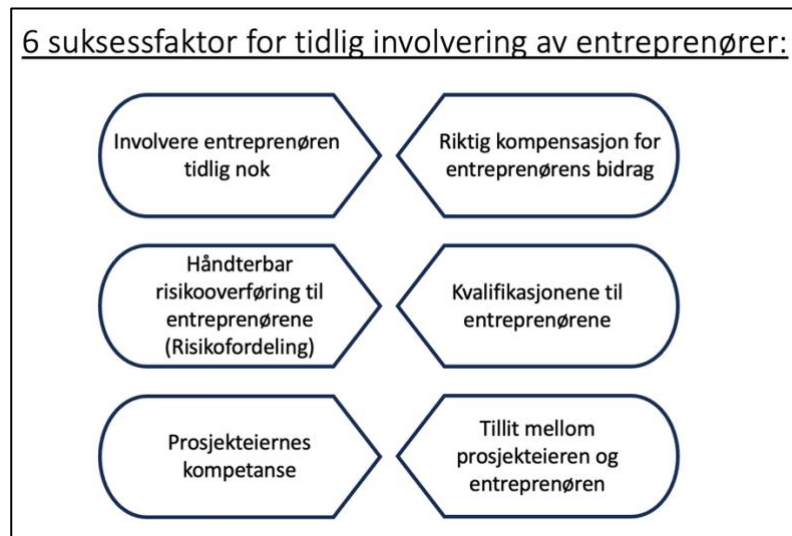 6 suksessfaktor for tidlig involvering av entreprenører:
Involvere entreprenøren
tidlig nok
Riktig kompensasjon for
entreprenørens bidrag
Håndterbar
risikooverføring til
entreprenørene
(Risikofordeling)
Kvalifikasjonene til
entreprenørene
Prosjekteiernes
kompetanse
Tillit mellom
prosjekteieren og
entreprenøren